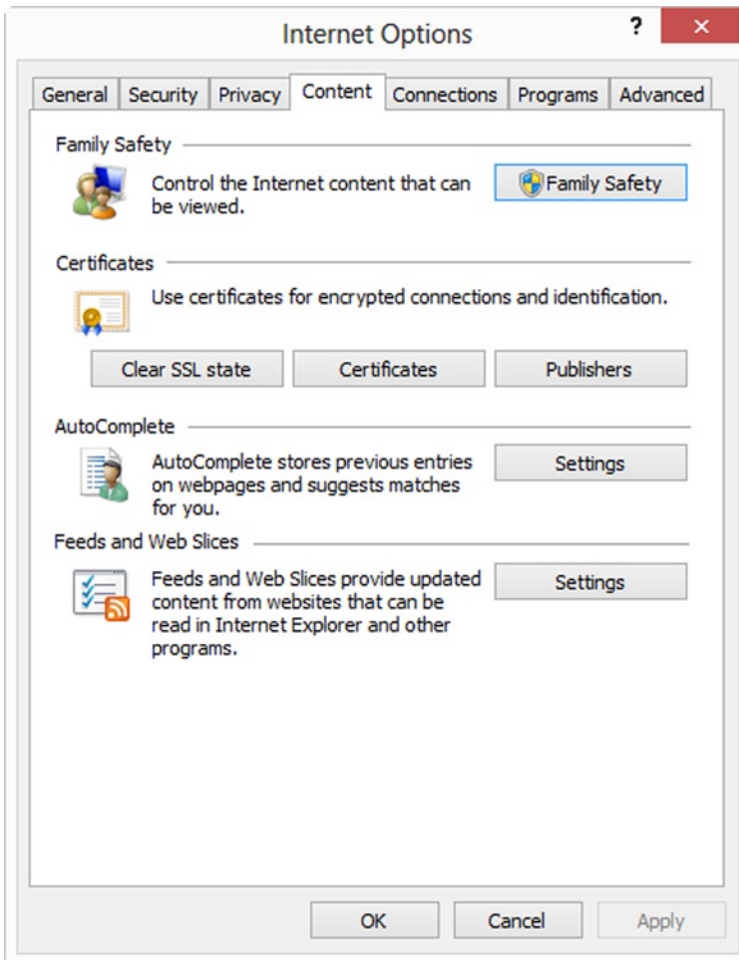 Internet Options
?
General Security Privacy Content Connections Programs Advanced
Family Safety
Control the Internet content that can
be viewed.
Family Safety
Certificates
Use certificates for encrypted connections and identification.
Clear SSL state Certificates Publishers
AutoComplete
AutoComplete stores previous entries
on webpages and suggests matches
for you.
Settings
Feeds and Web Slices
Feeds and Web Slices provide updated
content from websites that can be
read in Internet Explorer and other
programs.
Settings
OK Cancel Apply